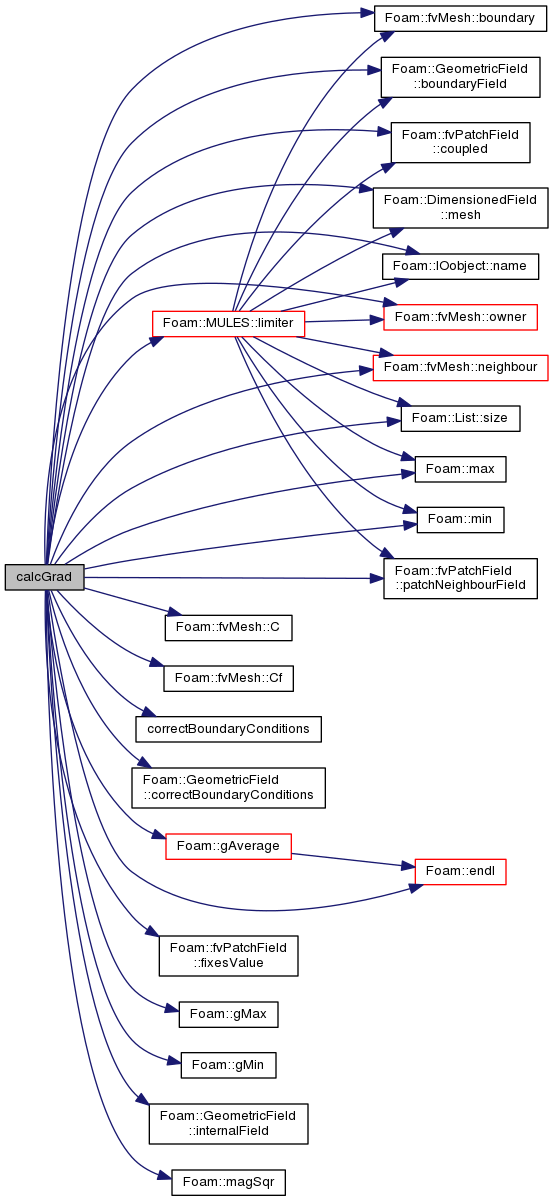 Foam::fvMesh::boundary
Foam::GeometricField
::boundaryField
Foam::fvPatchField
::coupled
Foam::DimensionedField
::mesh
Foam::IOobject::name
Foam::MULES::limiter
Foam::fvMesh::owner
Foam::fvMesh::neighbour
Foam::List::size
Foam::max
Foam::min
calcGrad
Foam::fvPatchField
::patchNeighbourField
Foam::fvMesh::C
Foam::fvMesh::Cf
correctBoundaryConditions
Foam::GeometricField
::correctBoundaryConditions
Foam::gAverage
Foam::endl
Foam::fvPatchField
::fixesValue
Foam::gMax
Foam::gMin
Foam::GeometricField
::internalField
Foam::magSqr